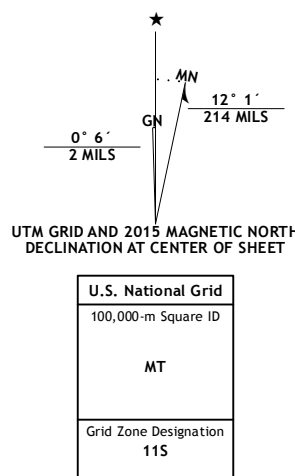 ★
MN
GN
12° 1´
214 MILS
0° 6´
2 MILS
UTM GRID AND 2015 MAGNETIC NORTH
DECLINATION AT CENTER OF SHEET
U.S. National Grid
100,000-m Square ID
MT
Grid Zone Designation
11S